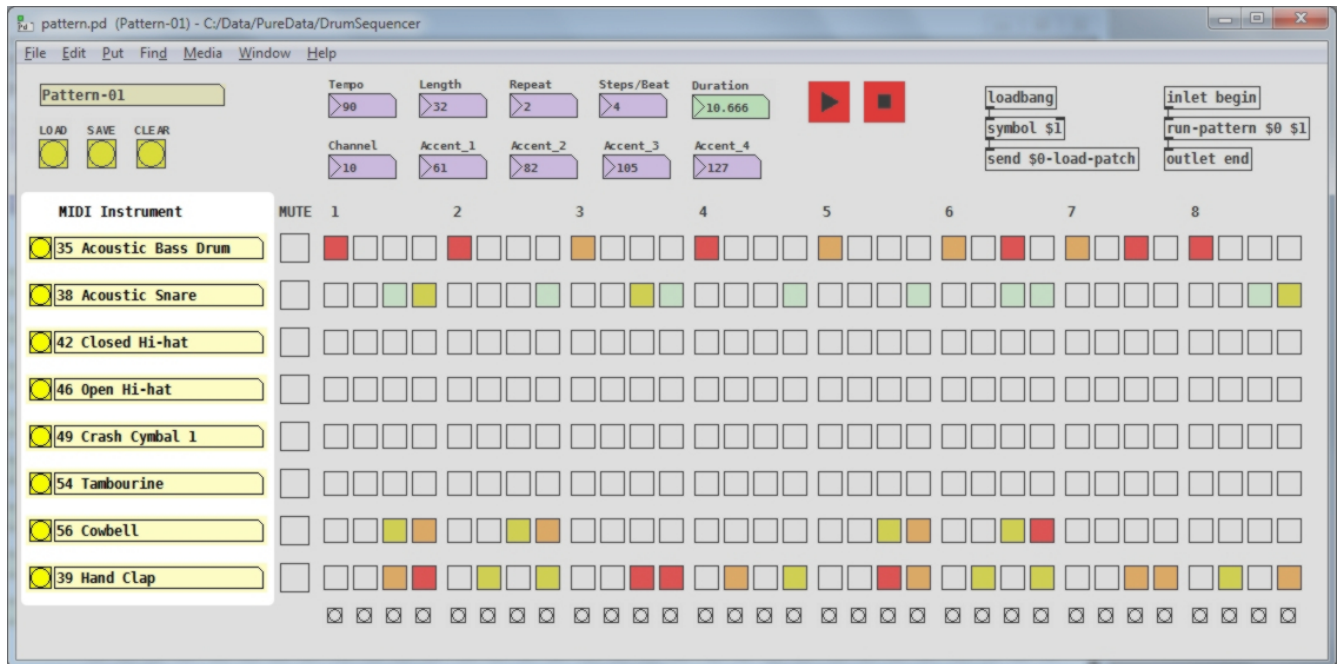 pattern.pd (Pattern-01) - C:/Data/PureData/DrumSequencer
File Edit Put Find Media Window Help
Pattern-01
LOAD SAVE CLEAR
Tempo Length Repeat Steps/Beat Duration
90 32 2 4 10.666
Channel Accent_1 Accent_2 Accent_3 Accent_4
10 61 82 105 127
loadbang
symbol $1
send $0-load-patch
inlet begin
run-pattern $0 $1
outlet end
MIDI Instrument MUTE 1 2 3 4 5 6 7 8
35 Acoustic Bass Drum
38 Acoustic Snare
42 Closed Hi-hat
46 Open Hi-hat
49 Crash Cymbal 1
54 Tambourine
56 Cowbell
39 Hand Clap